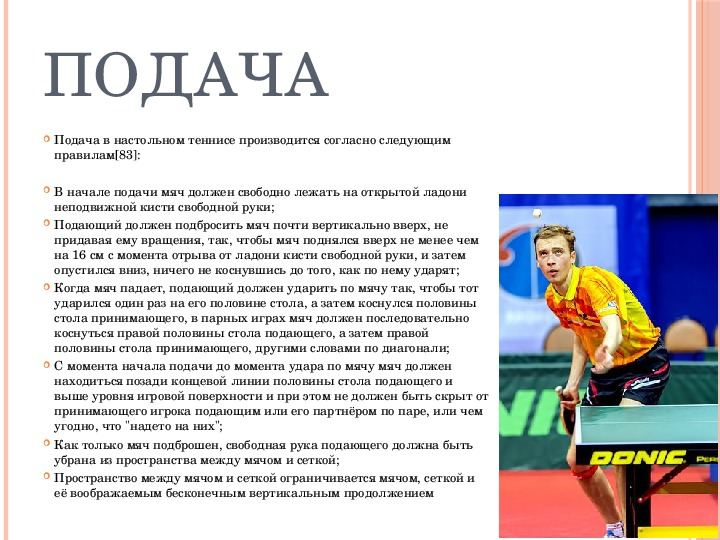 ПОДАЧА
Подача в настольном теннисе производится согласно следующим
правилам[83]:
В начале подачи мяч должен свободно лежать на открытой ладони
неподвижной кисти свободной руки;
Подающий должен подбросить мяч почти вертикально вверх, не
придавая ему вращения, так, чтобы мяч поднялся вверх не менее чем
на 16 см с момента отрыва от ладони кисти свободной руки, и затем
опустился вниз, ничего не коснувшись до того, как по нему ударят;
Когда мяч падает, подающий должен ударить по мячу так, чтобы тот
ударился один раз на его половине стола, а затем коснулся половины
стола принимающего, в парных играх мяч должен последовательно
коснуться правой половины стола подающего, а затем правой
половины стола принимающего, другими словами по диагонали;
С момента начала подачи до момента удара по мячу мяч должен
находиться позади концевой линии половины стола подающего и
выше уровня игровой поверхности и при этом не должен быть скрыт от
принимающего игрока подающим или его партнёром по паре, или чем
угодно, что "надето на них";
Как только мяч подброшен, свободная рука подающего должна быть
убрана из пространства между мячом и сеткой;
Пространство между мячом и сеткой ограничивается мячом, сеткой и
её воображаемым бесконечным вертикальным продолжением
DONIC